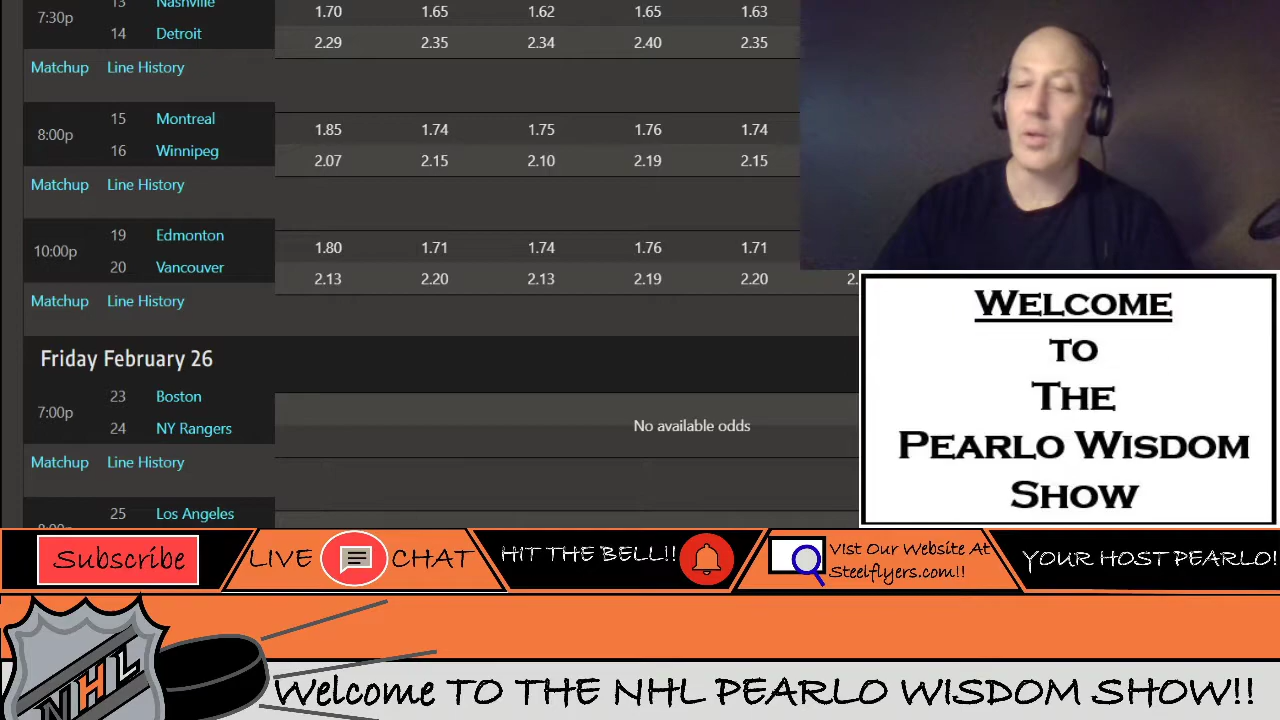 13 Nashville 1.70 1.65 1.62 1.65 1.63
7:30p
14 Detroit 2.29 2.35 2.34 2.40 2.35
Matchup Line History
15 Montreal 1.85 1.74 1.75 1.76 1.74
8:00p
16 Winnipeg 2.07 2.15 2.10 2.19 2.15
Matchup Line History
19 Edmonton 1.80 1.71 1.74 1.76 1.71
10:00p
20 Vancouver 2.13 2.20 2.13 2.19 2.20 2.
Matchup Line History
Friday February 26
23 Boston
7:00p No available odds
24 NY Rangers
Matchup Line History
25 Los Angeles
8:00p
Welcome
to
The
Pearlo Wisdom
Show
Subscribe
LIVE CHAT
HIT THE BELL!!
VIst Our WebsIte At
Steelflyers.com!!
YOUR HOST PEARLO!
NHL
Welcome TO THE NHL PEARLO WISDOM SHOW!!